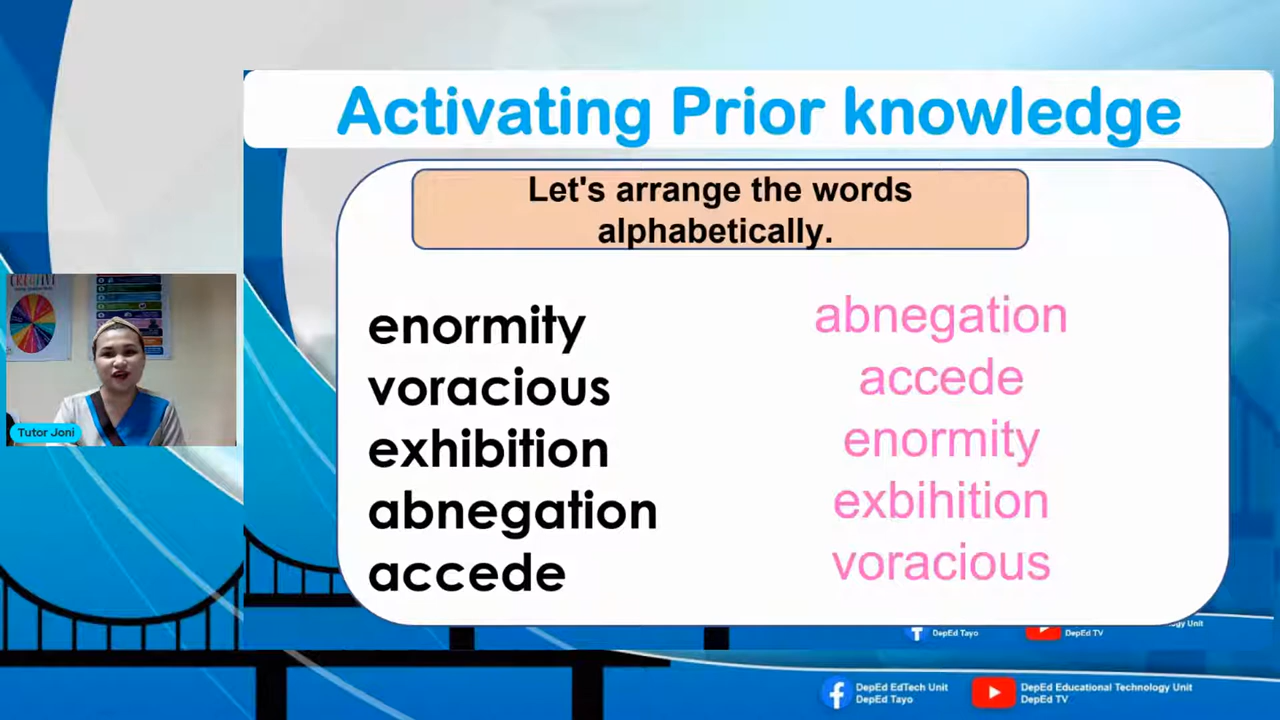 Activating Prior knowledge
Let's arrange the words
alphabetically.
enormity
voracious
exhibition
abnegation
accede
abnegation
accede
enormity
exbihition
voracious
Tutor Joni
DepEd Tayo
DepEd TV
DepEd EdTech Unit
DepEd Tayo
DepEd Educational Technology Unit
DepEd TV